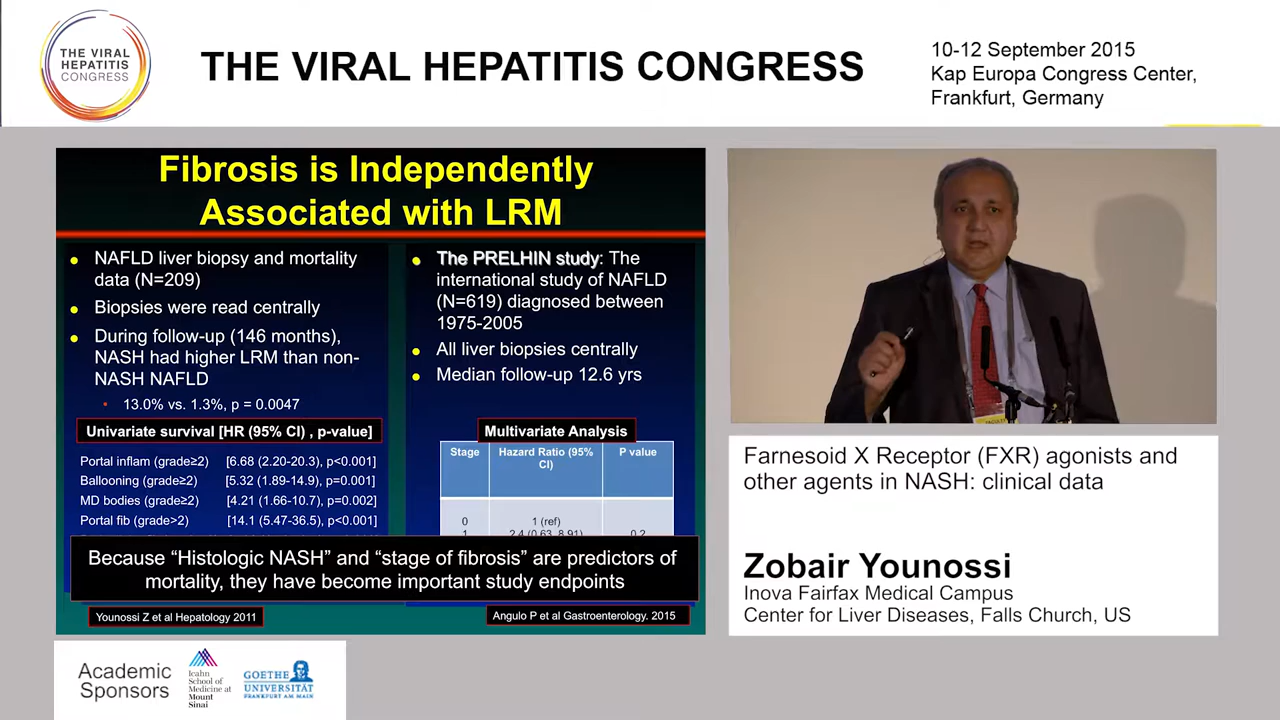 THE VIRAL
HEPATITIS
CONGRESS
THE VIRAL HEPATITIS CONGRESS
10-12 September 2015
Kap Europa Congress Center,
Frankfurt, Germany
Fibrosis is Independently
Associated with LRM
NAFLD liver biopsy and mortality
data (N=209)
Biopsies were read centrally
During follow-up (146 months),
NASH had higher LRM than non-
NASH NAFLD
13.0% vs. 1.3%, p = 0.0047
Univariate survival [HR (95% CI) , p-value]
Portal inflam (grade≥2) [6.68 (2.20-20.3), p<0.001]
Ballooning (grade≥2) [5.32 (1.89-14.9), p=0.001]
MD bodies (grade≥2) [4.21 (1.66-10.7), p=0.002]
Portal fib (grade>2) [14.1 (5.47-36.5), p<0.001]
The PRELHIN study: The
international study of NAFLD
(N=619) diagnosed between
1975-2005
All liver biopsies centrally
Median follow-up 12.6 yrs
Multivariate Analysis
Stage Hazard Ratio (95% P value
CI)
0 1 (ref)
1 2.4 (0.63, 8.91) 0.2
Because “Histologic NASH” and “stage of fibrosis” are predictors of
mortality, they have become important study endpoints
Younossi Z et al Hepatology 2011
Angulo P et al Gastroenterology. 2015
Farnesoid X Receptor (FXR) agonists and
other agents in NASH: clinical data
Zobair Younossi
Inova Fairfax Medical Campus
Center for Liver Diseases, Falls Church, US
Academic
Sponsors
Icahn
School of
Medicine at
Mount
Sinai
GOETHE
UNIVERSITÄT
FRANKFURT AM MAIN